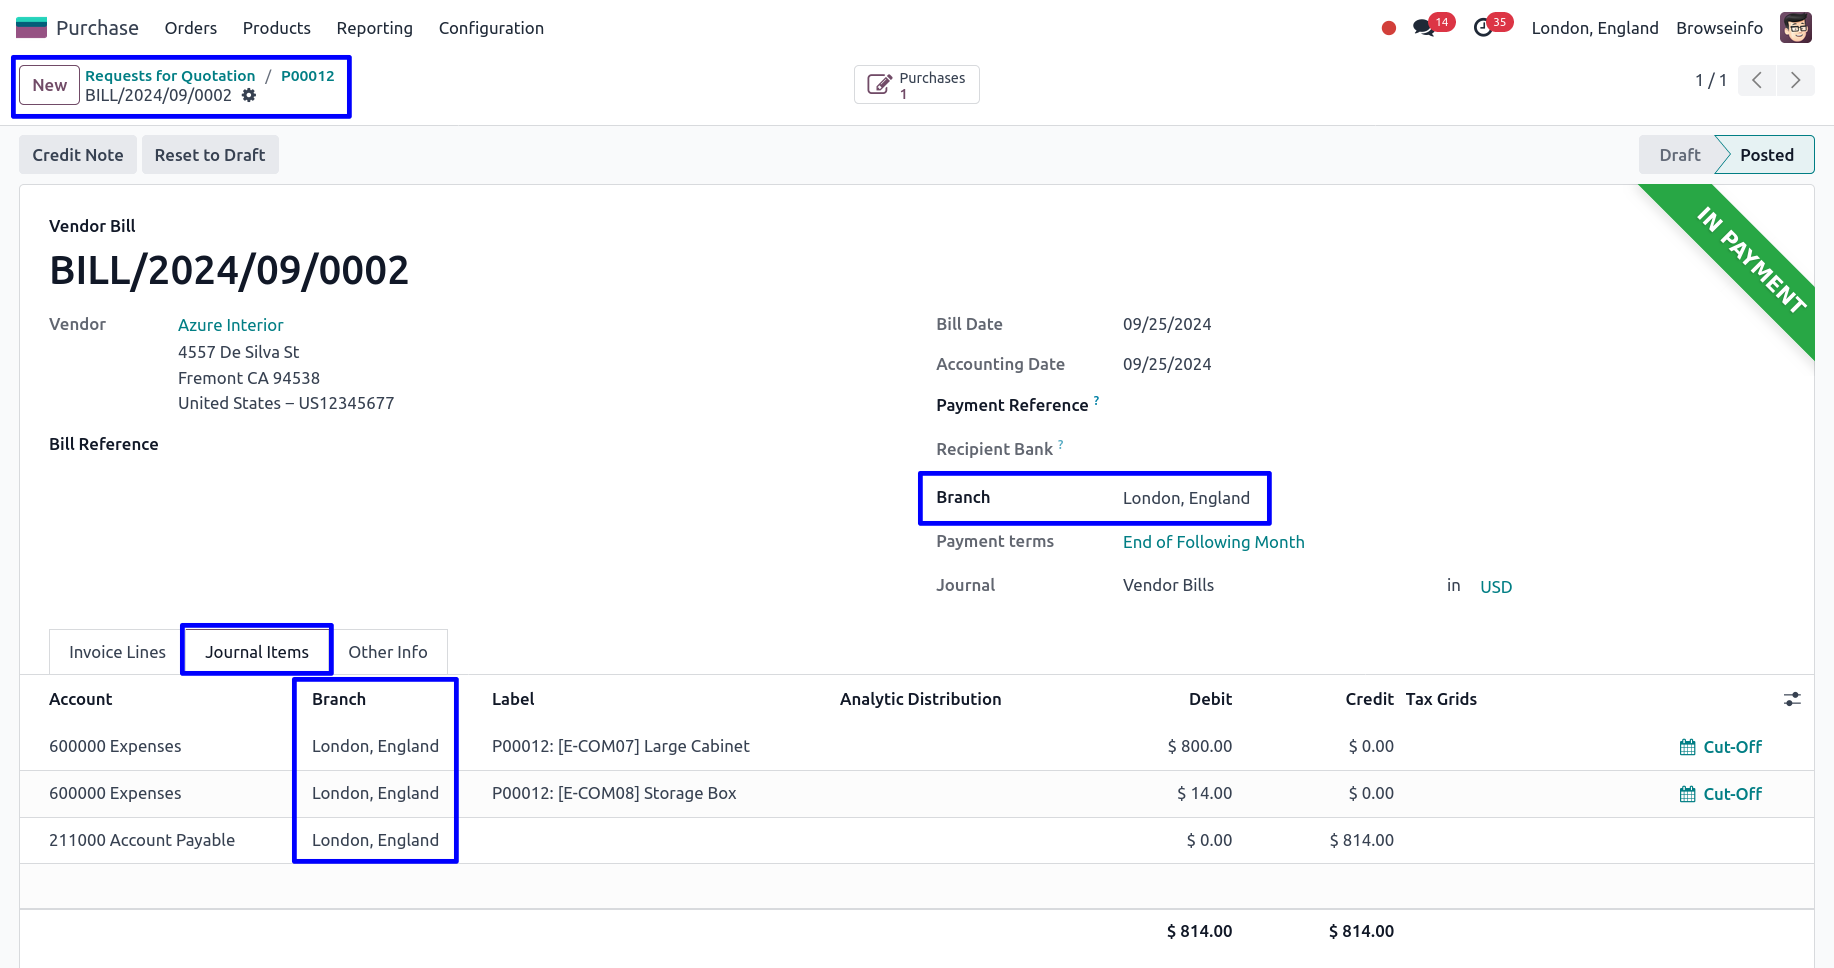 Purchase Orders Products Reporting Configuration 14 35 London, England Browseinfo
New Requests for Quotation / P00012
BILL/2024/09/0002
Purchases
1
1 / 1
Credit Note Reset to Draft Draft Posted
IN PAYMENT
Vendor Bill
BILL/2024/09/0002
Vendor Azure Interior
4557 De Silva St
Fremont CA 94538
United States – US12345677
Bill Reference
Bill Date 09/25/2024
Accounting Date 09/25/2024
Payment Reference ?
Recipient Bank ?
Branch London, England
Payment terms End of Following Month
Journal Vendor Bills in USD
Invoice Lines Journal Items Other Info
Account Branch Label Analytic Distribution Debit Credit Tax Grids
600000 Expenses London, England P00012: [E-COM07] Large Cabinet $ 800.00 $ 0.00 Cut-Off
600000 Expenses London, England P00012: [E-COM08] Storage Box $ 14.00 $ 0.00 Cut-Off
211000 Account Payable London, England $ 0.00 $ 814.00
$ 814.00 $ 814.00